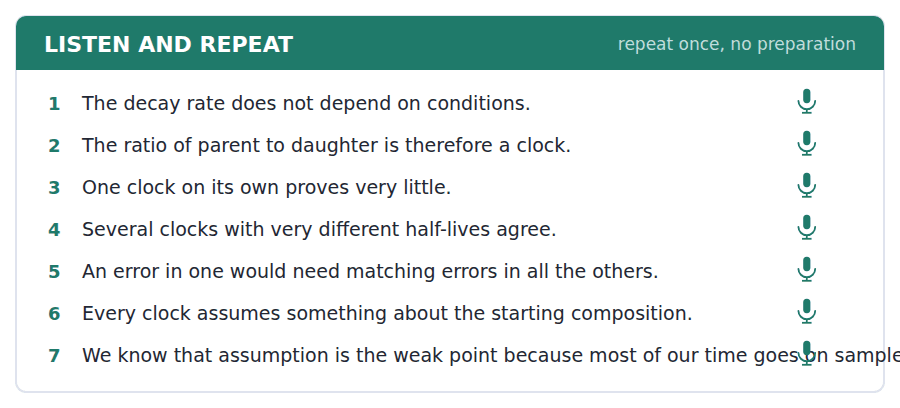 LISTEN AND REPEAT
repeat once, no preparation
1 The decay rate does not depend on conditions.
2 The ratio of parent to daughter is therefore a clock.
3 One clock on its own proves very little.
4 Several clocks with very different half-lives agree.
5 An error in one would need matching errors in all the others.
6 Every clock assumes something about the starting composition.
7 We know that assumption is the weak point because most of our time goes on sample